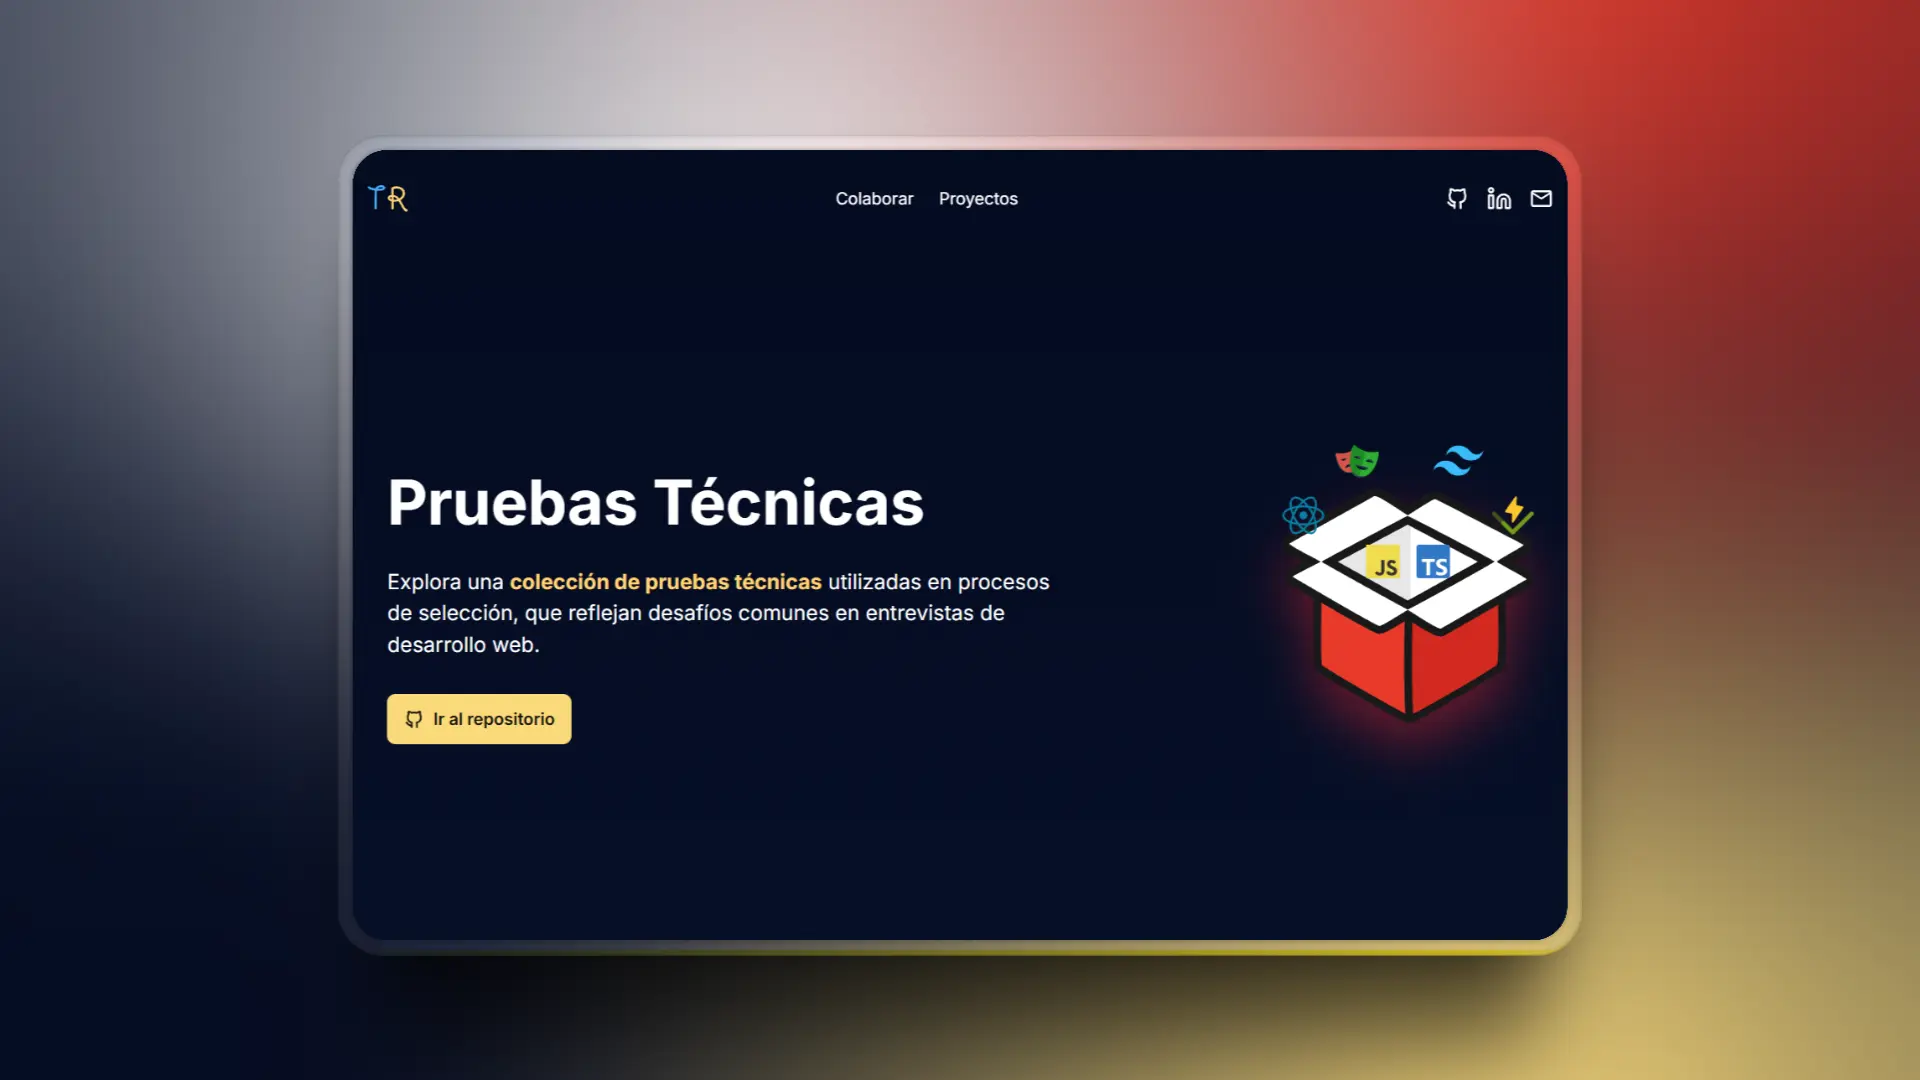 TR
Colaborar Proyectos
Pruebas Técnicas
Explora una colección de pruebas técnicas utilizadas en procesos
de selección, que reflejan desafíos comunes en entrevistas de
desarrollo web.
JS TS
Ir al repositorio